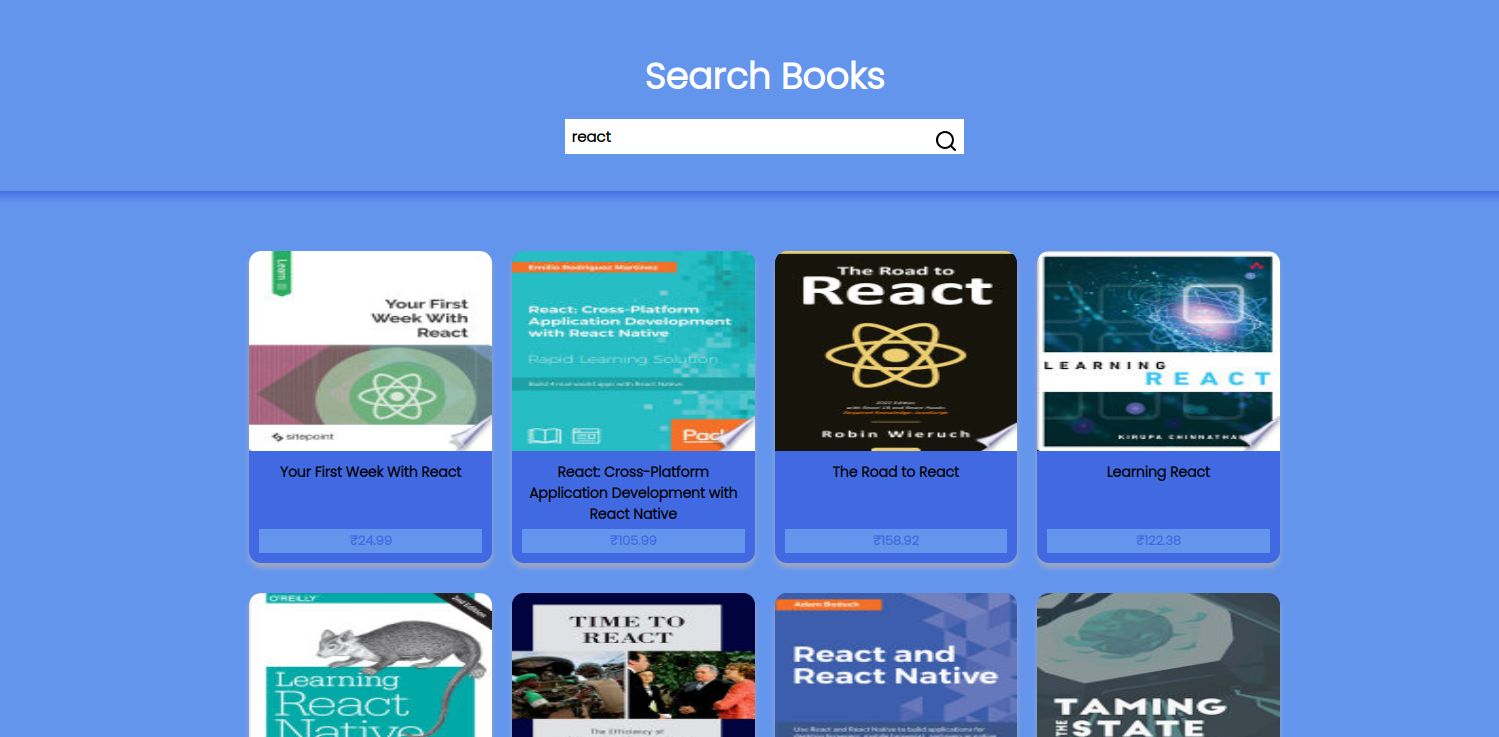 Search Books
react
Learn
Your First
Week With
React
sitepoint
Your First Week With React
₹24.99
Emilio Rodriguez Martinez
React: Cross-Platform
Application Development
with React Native
Rapid Learning Solution
Build 4 real-world apps with React Native
Pack
React: Cross-Platform
Application Development with
React Native
₹105.99
The Road to
React
Robin Wieruch
The Road to React
₹158.92
LEARNING
REACT
KIRUPA CHINNATHA
Learning React
₹122.38
O'REILLY
2nd Edition
Learning
React
Native
TIME TO
REACT
The Efficiency of
Adam Boduch
React and
React Native
Use React and React Native to build applications for
TAMING
THE STATE